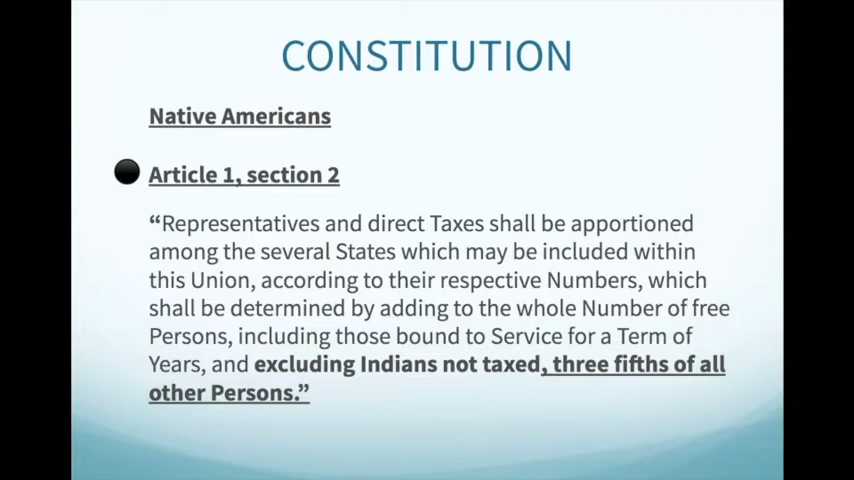 CONSTITUTION
Native Americans
Article 1, section 2
“Representatives and direct Taxes shall be apportioned
among the several States which may be included within
this Union, according to their respective Numbers, which
shall be determined by adding to the whole Number of free
Persons, including those bound to Service for a Term of
Years, and excluding Indians not taxed, three fifths of all
other Persons.”